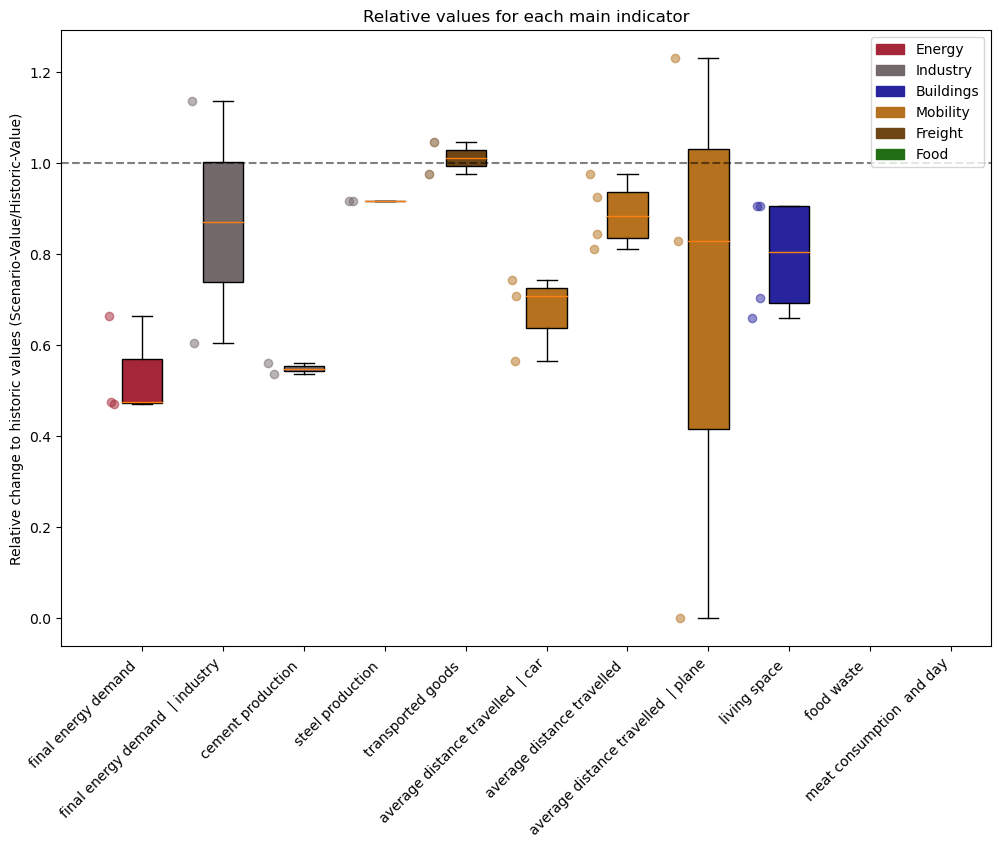 Relative values for each main indicator
Relative change to historic values (Scenario-Value/Historic-Value)
1.2
1.0
0.8
0.6
0.4
0.2
0.0
Energy
Industry
Buildings
Mobility
Freight
Food
final energy demand
final energy demand | industry
cement production
steel production
transported goods
average distance travelled | car
average distance travelled
average distance travelled | plane
living space
food waste
meat consumption and day